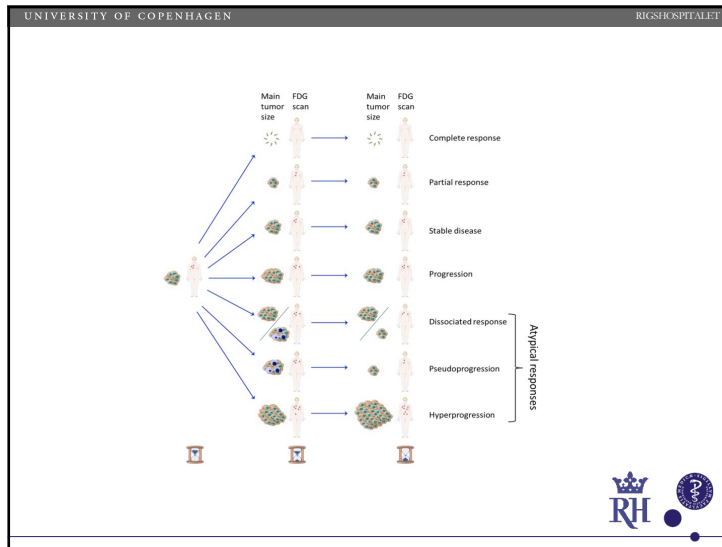 UNIVERSITY OF COPENHAGEN
RIGSHOSPITALET
Main tumor size
FDG scan
Main tumor size
FDG scan
Complete response
Partial response
Stable disease
Progression
Dissociated response
Pseudoprogression
Hyperprogression
Atypical responses
RH